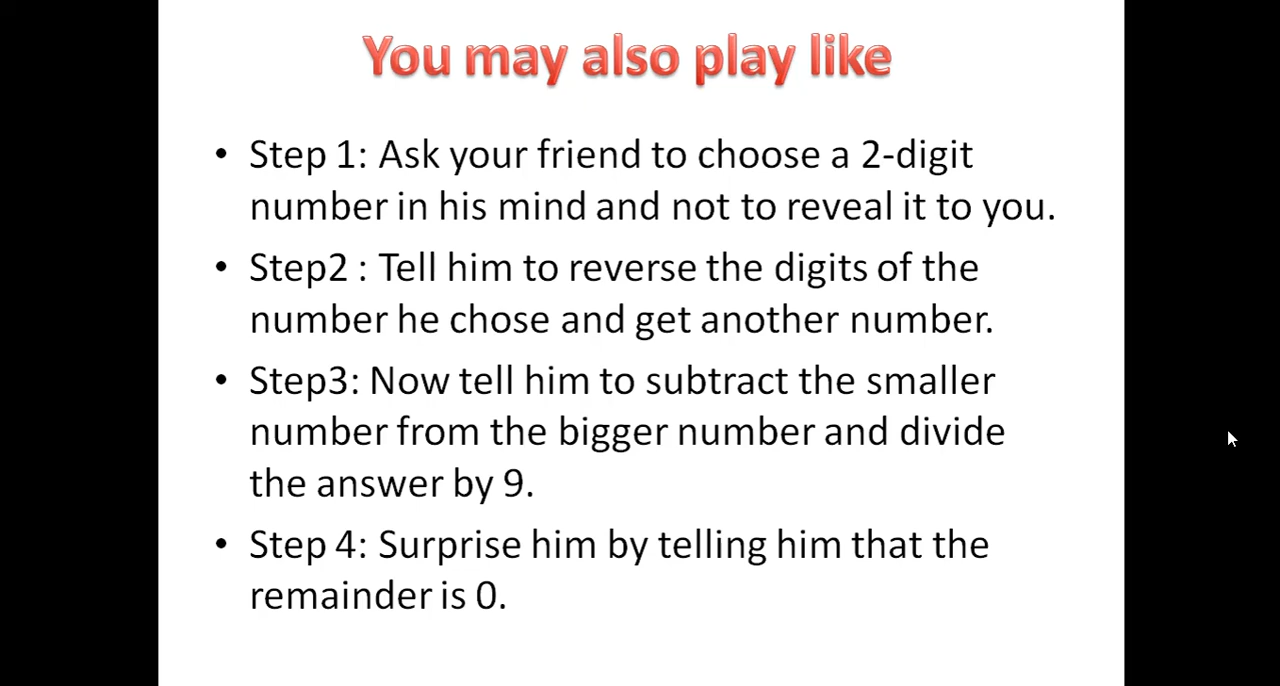 You may also play like
• Step 1: Ask your friend to choose a 2-digit
number in his mind and not to reveal it to you.
• Step2 : Tell him to reverse the digits of the
number he chose and get another number.
• Step3: Now tell him to subtract the smaller
number from the bigger number and divide
the answer by 9.
• Step 4: Surprise him by telling him that the
remainder is 0.